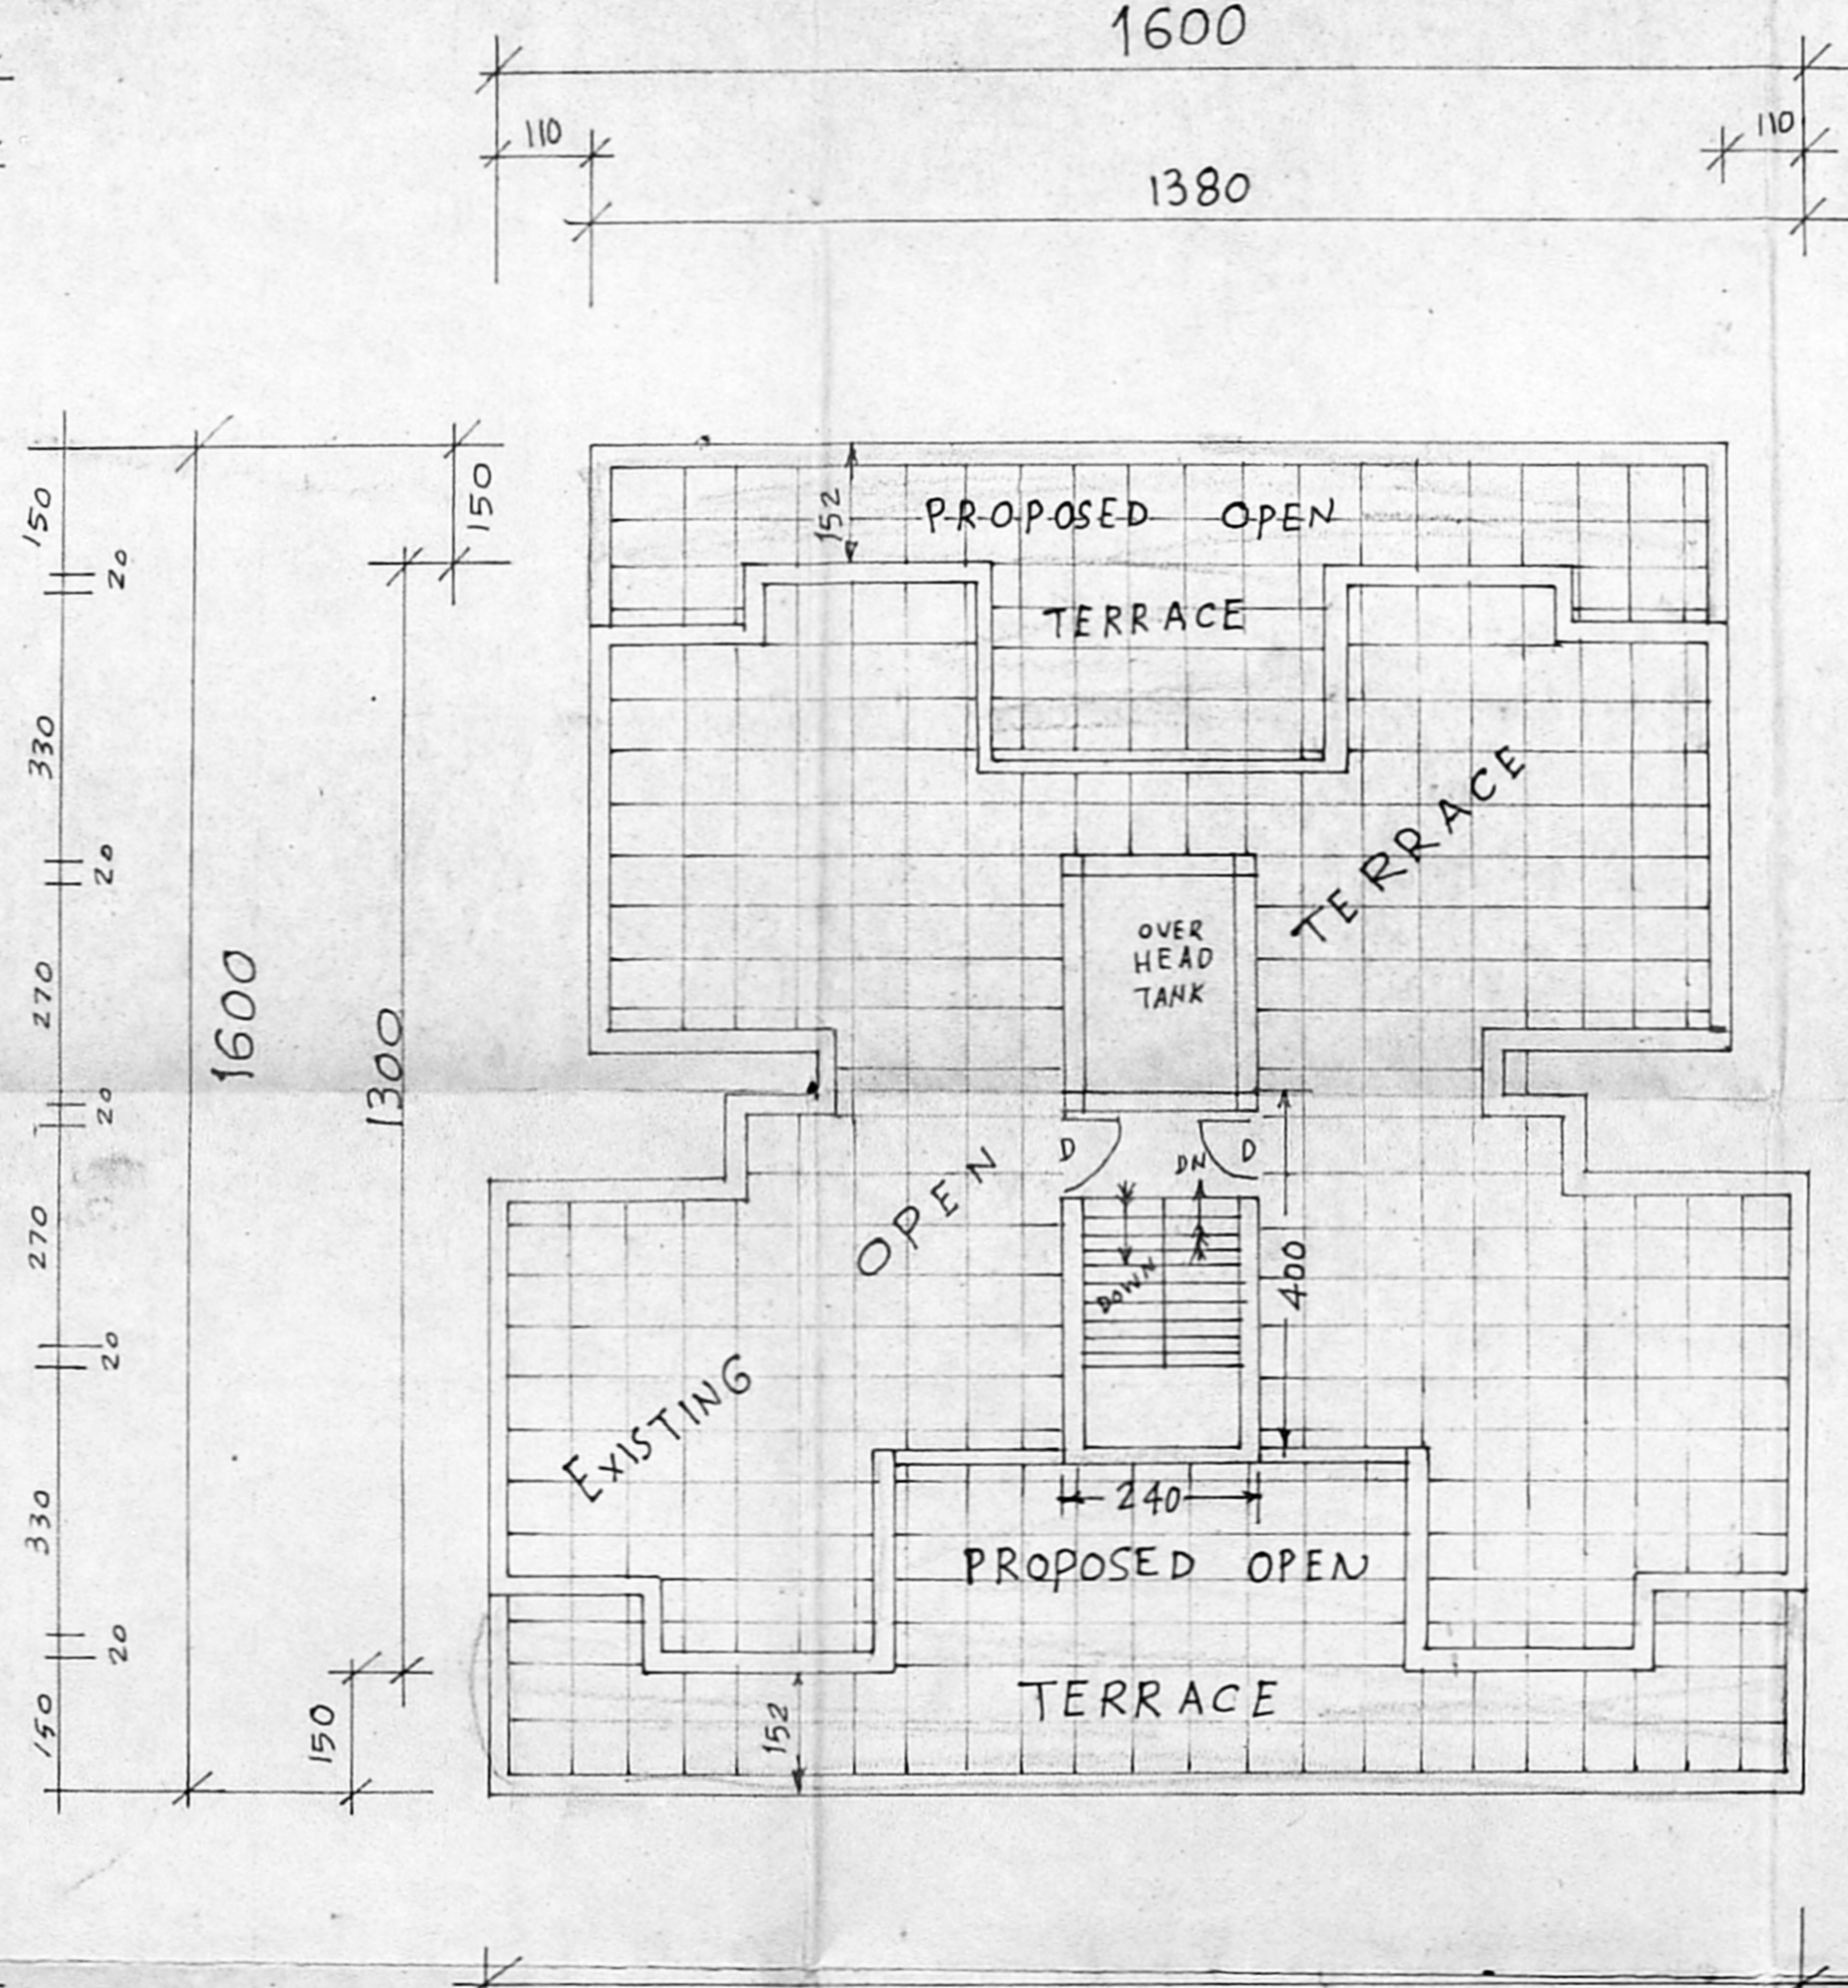 1600
110
110
1380
150
150
20
152
PROPOSED OPEN
TERRACE
330
TERRACE
20
OVER
HEAD
TANK
270
1600
1300
20
D
DN
D
OPEN
270
DOWN
400
20
EXISTING
240
330
PROPOSED OPEN
20
TERRACE
150
150
152